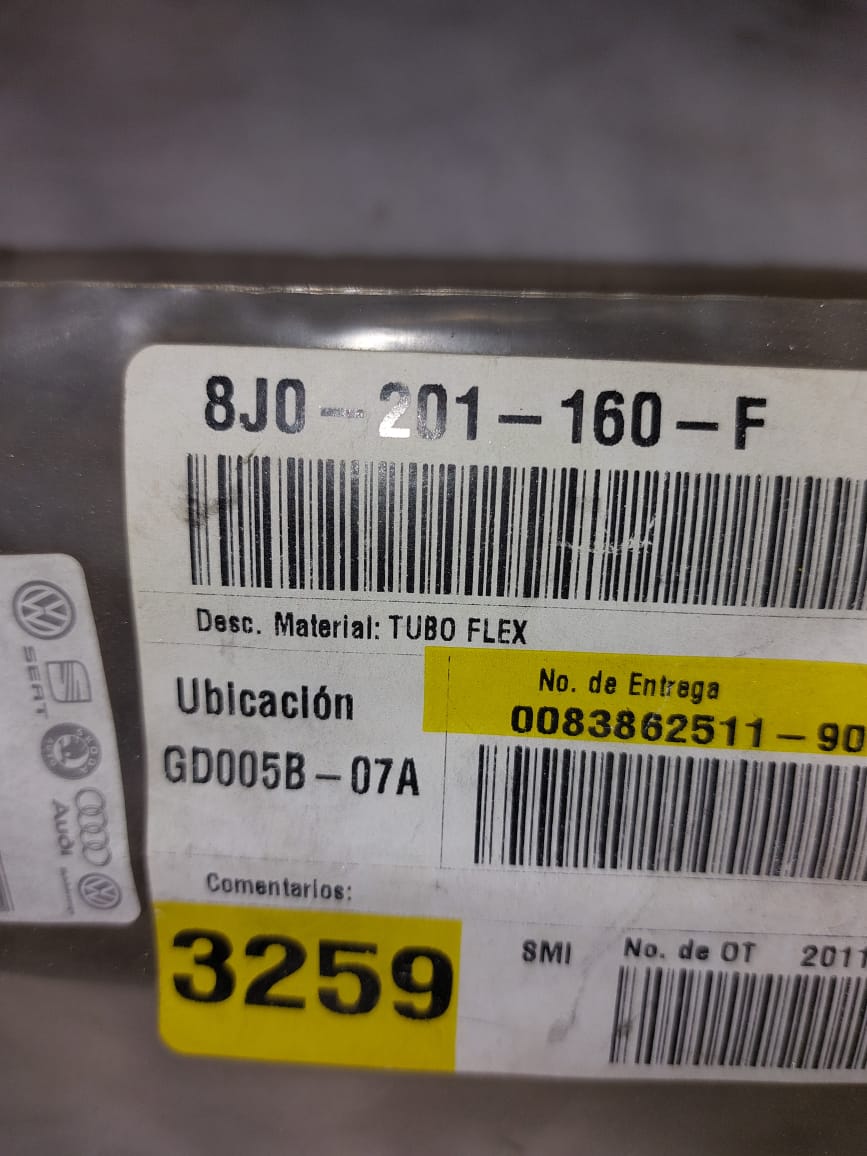 8J0-201-160-F
Desc. Material: TUBO FLEX
Ubicación
No. de Entrega
0083862511-90
GD005B-07A
Comentarios:
3259
SMI No. de OT 2011
SEAT
Audi